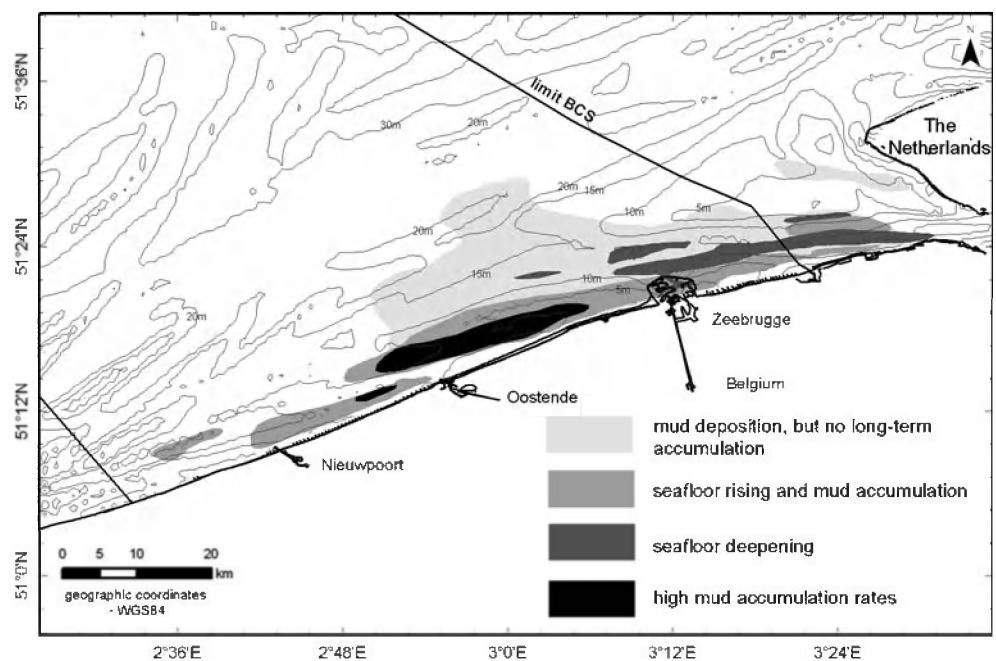 N
51°36'N
51°24'N
51°12'N
51°0'N
limit BCS
The
Netherlands
30m
20m
20m
15m
10m
5m
20m
15m
10m
5m
20m
Zeebrugge
Belgium
Oostende
Nieuwpoort
mud deposition, but no long-term
accumulation
seafloor rising and mud accumulation
seafloor deepening
high mud accumulation rates
0 5 10 20
km
geographic coordinates
- WGS84
2°36'E 2°48'E 3°0'E 3°12'E 3°24'E